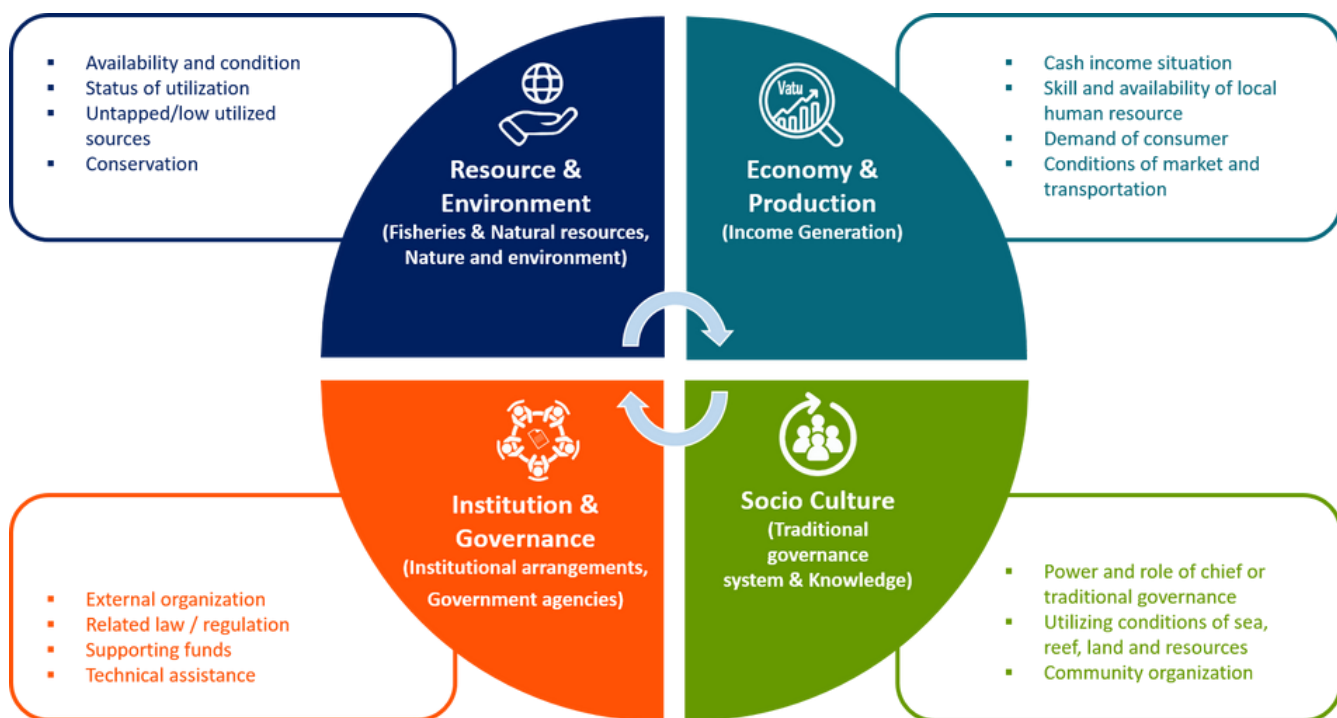 ▪ Availability and condition
▪ Status of utilization
▪ Untapped/low utilized
sources
▪ Conservation
Resource &
Environment
(Fisheries & Natural resources,
Nature and environment)
Vatu
Economy &
Production
(Income Generation)
▪ Cash income situation
▪ Skill and availability of local
human resource
▪ Demand of consumer
▪ Conditions of market and
transportation
Institution &
Governance
(Institutional arrangements,
Government agencies)
▪ External organization
▪ Related law / regulation
▪ Supporting funds
▪ Technical assistance
Socio Culture
(Traditional
governance
system & Knowledge)
▪ Power and role of chief or
traditional governance
▪ Utilizing conditions of sea,
reef, land and resources
▪ Community organization